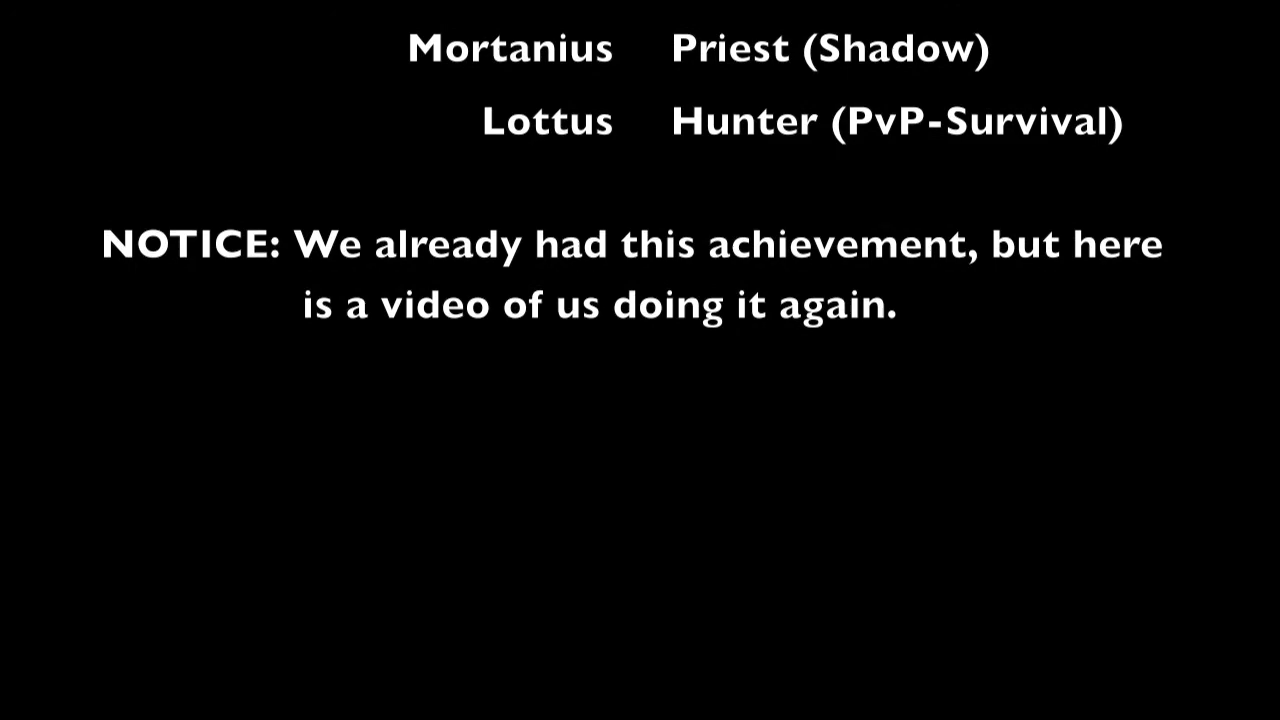 Mortanius Priest (Shadow)
Lottus Hunter (PvP-Survival)
NOTICE: We already had this achievement, but here
is a video of us doing it again.